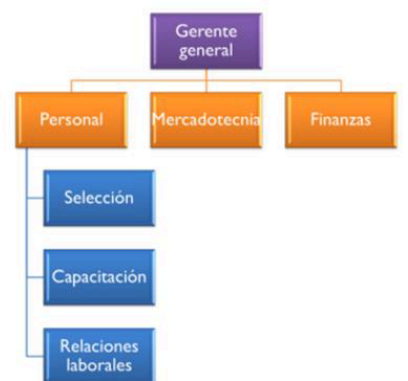 Gerente
general
Personal
Mercadotecnia
Finanzas
Selección
Capacitación
Relaciones
laborales